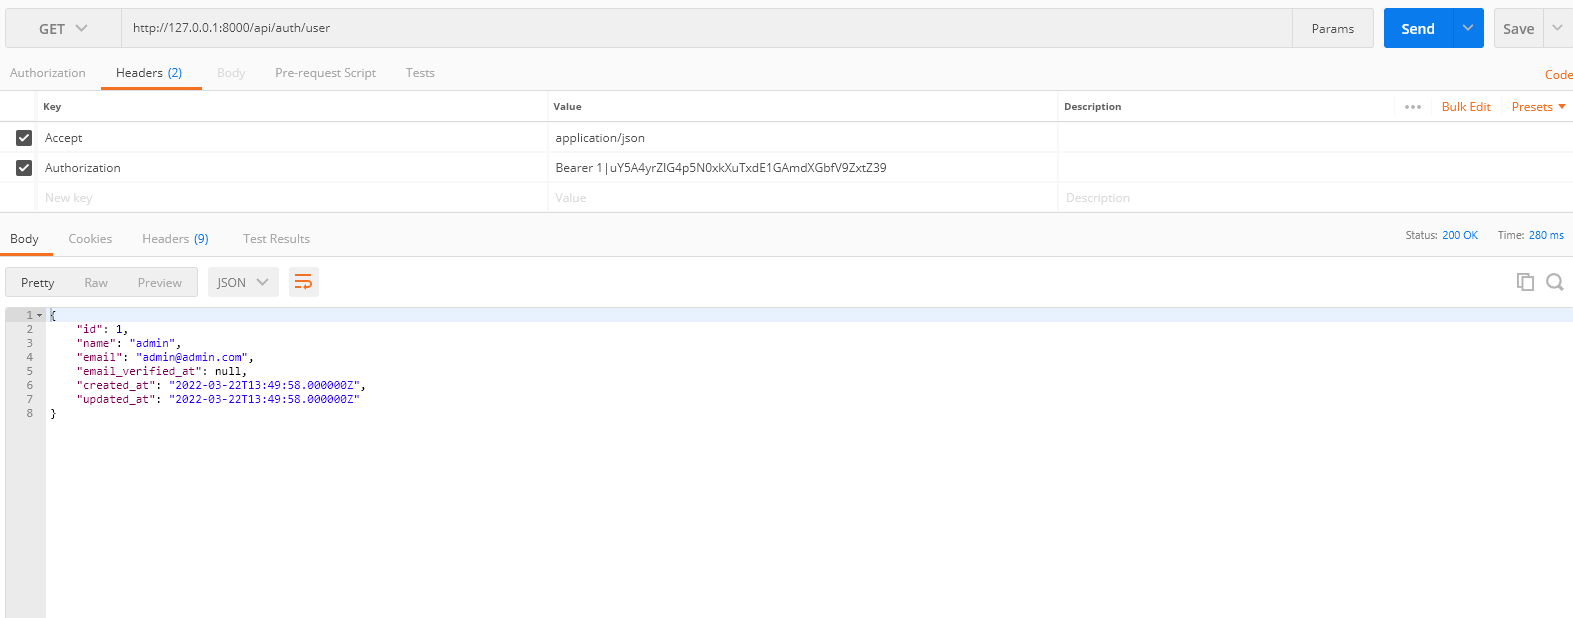 GET http://127.0.0.1:8000/api/auth/user Params Send Save
Authorization Headers (2) Body Pre-request Script Tests Code
Key Value Description ••• Bulk Edit Presets
Accept application/json
Authorization Bearer 1|uY5A4yrZlG4p5N0xkXuTxdE1GAmdXGbfV9ZxtZ39
New key Value Description
Body Cookies Headers (9) Test Results Status: 200 OK Time: 280 ms
Pretty Raw Preview JSON
1 {
2 "id": 1,
3 "name": "admin",
4 "email": "admin@admin.com",
5 "email_verified_at": null,
6 "created_at": "2022-03-22T13:49:58.000000Z",
7 "updated_at": "2022-03-22T13:49:58.000000Z"
8 }